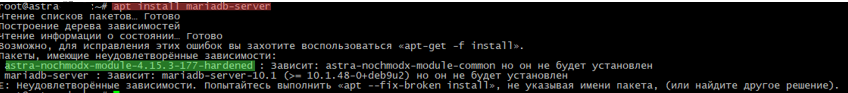 root@astra :~# apt install mariadb-server
Чтение списков пакетов… Готово
Построение дерева зависимостей
Чтение информации о состоянии… Готово
Возможно, для исправления этих ошибок вы захотите воспользоваться «apt-get -f install».
Пакеты, имеющие неудовлетворённые зависимости:
astra-nochmodx-module-4.15.3-177-hardened : Зависит: astra-nochmodx-module-common но он не будет установлен
mariadb-server : Зависит: mariadb-server-10.1 (>= 10.1.48-0+deb9u2) но он не будет установлен
E: Неудовлетворённые зависимости. Попытайтесь выполнить «apt --fix-broken install», не указывая имени пакета, (или найдите другое решение).